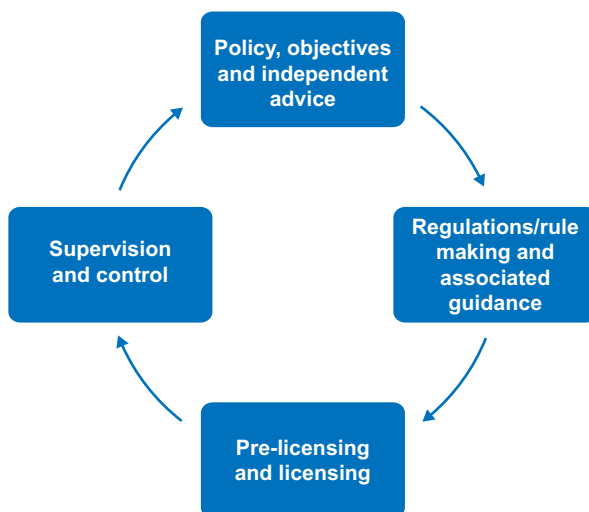 Policy, objectives
and independent
advice
Regulations/rule
making and
associated
guidance
Pre-licensing
and licensing
Supervision
and control